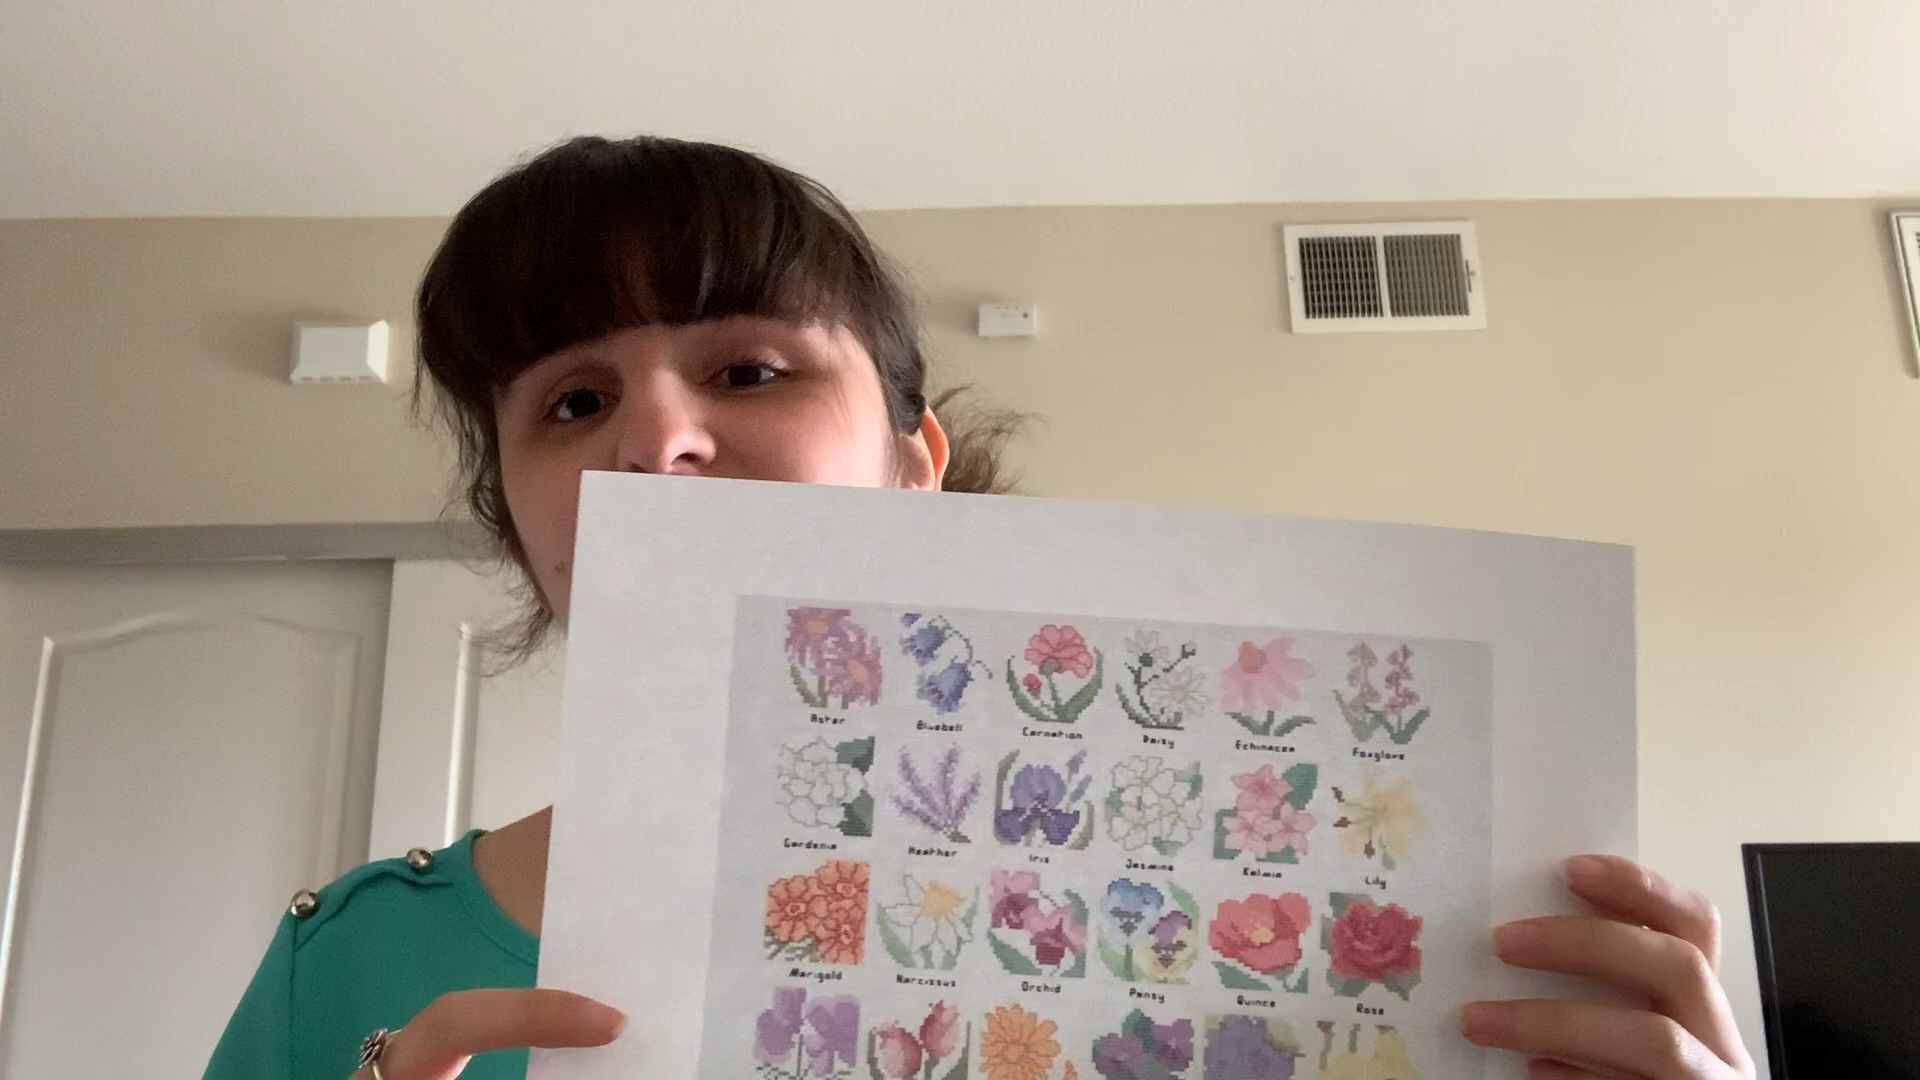 Aster Bluebell Carnation Daisy Echinacea Foxglove
Gardenia Heather Iris Jasmine Kalmia Lily
Marigold Narcissus Orchid Pansy Quince Rose